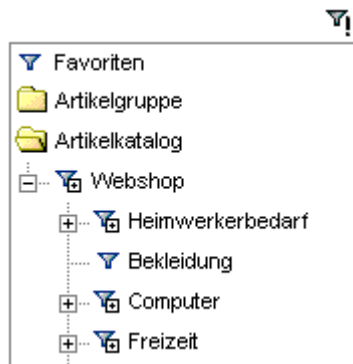 Favoriten
Artikelgruppe
Artikelkatalog
Webshop
Heimwerkerbedarf
Bekleidung
Computer
Freizeit